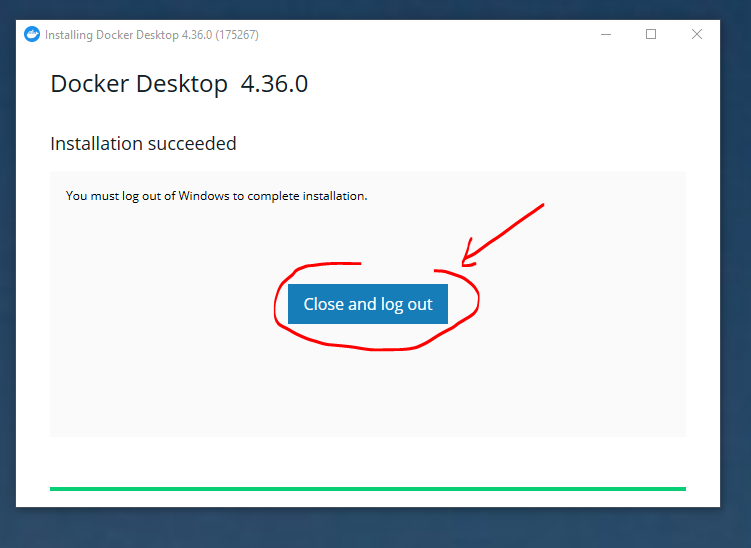 Installing Docker Desktop 4.36.0 (175267)
Docker Desktop 4.36.0
Installation succeeded
You must log out of Windows to complete installation.
Close and log out